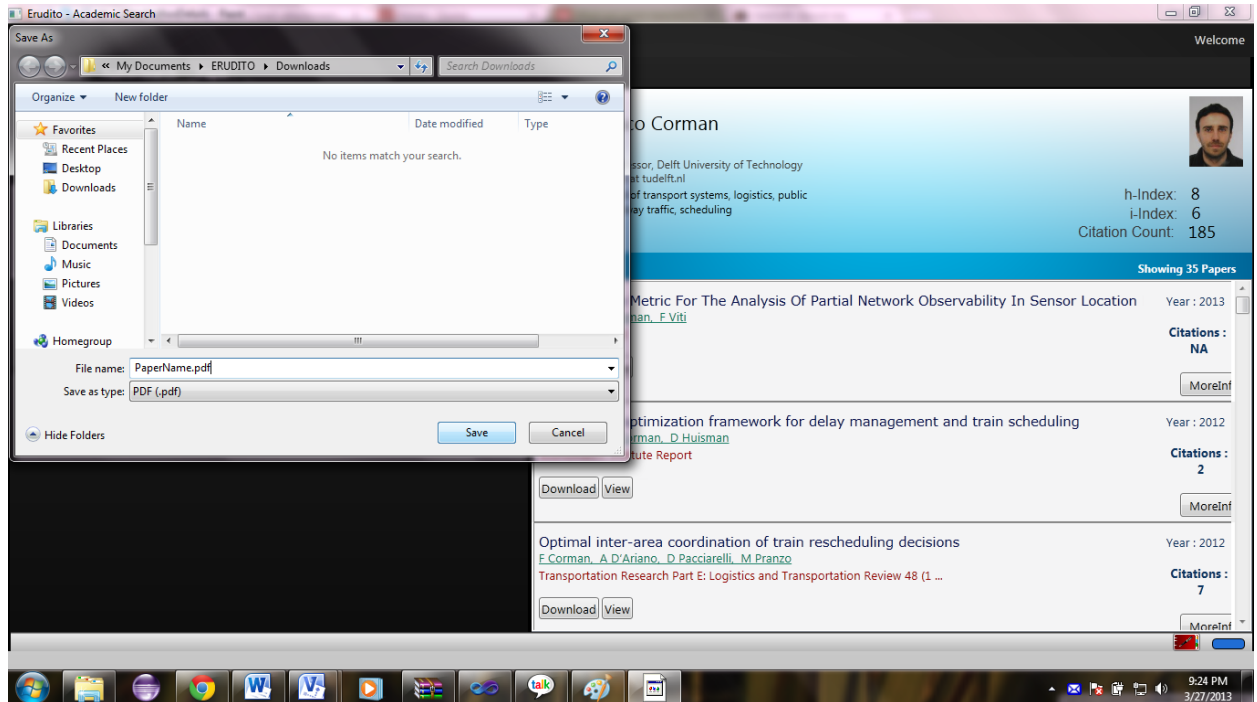 Erudito - Academic Search
Save As
Welcome
« My Documents ▸ ERUDITO ▸ Downloads
Search Downloads
Organize
New folder
Name
Date modified
Type
No items match your search.
Favorites
Recent Places
Desktop
Downloads
Libraries
Documents
Music
Pictures
Videos
Homegroup
File name: PaperName.pdf
Save as type: PDF (.pdf)
Hide Folders
Save
Cancel
to Corman
ssor, Delft University of Technology
at tudelft.nl
of transport systems, logistics, public
way traffic, scheduling
h-Index: 8
i-Index: 6
Citation Count: 185
Showing 35 Papers
Metric For The Analysis Of Partial Network Observability In Sensor Location
man, F Viti
Year : 2013
Citations :
NA
MoreInf
ptimization framework for delay management and train scheduling
orman, D Huisman
tute Report
Download View
Year : 2012
Citations :
2
MoreInf
Optimal inter-area coordination of train rescheduling decisions
F Corman, A D'Ariano, D Pacciarelli, M Pranzo
Transportation Research Part E: Logistics and Transportation Review 48 (1 ...
Download View
Year : 2012
Citations :
7
MoreInf
talk
9:24 PM
3/27/2013